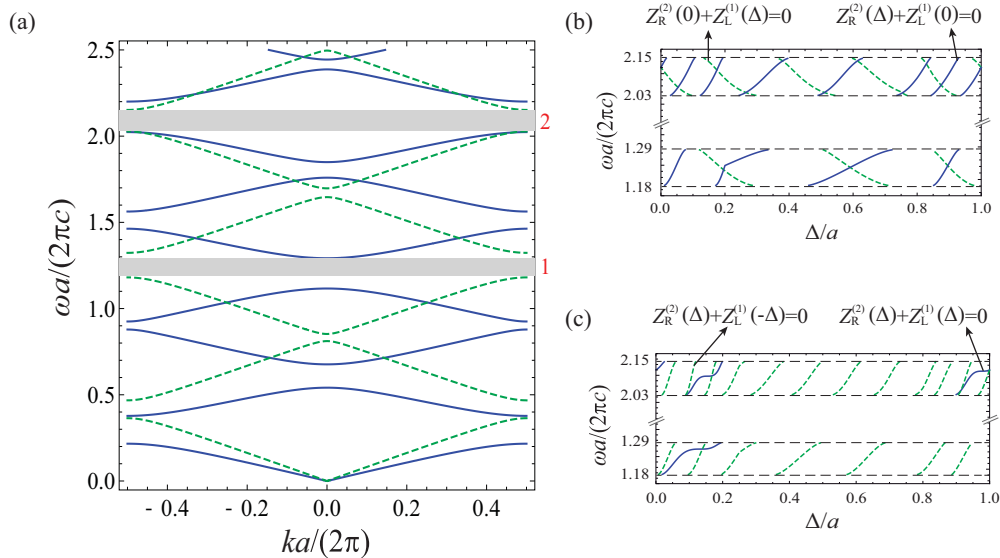 (a)
2.5
2.0
1.5
1.0
0.5
0.0
ωa/(2πc)
2
1
- 0.4
- 0.2
0.0
0.2
0.4
ka/(2π)
(b)
Z_R^(2)(0)+Z_L^(1)(Δ)=0
Z_R^(2)(Δ)+Z_L^(1)(0)=0
2.15
2.03
1.29
1.18
ωa/(2πc)
0.0 0.2 0.4 0.6 0.8 1.0
Δ/a
(c)
Z_R^(2)(Δ)+Z_L^(1)(-Δ)=0
Z_R^(2)(Δ)+Z_L^(1)(Δ)=0
2.15
2.03
1.29
1.18
ωa/(2πc)
0.0 0.2 0.4 0.6 0.8 1.0
Δ/a